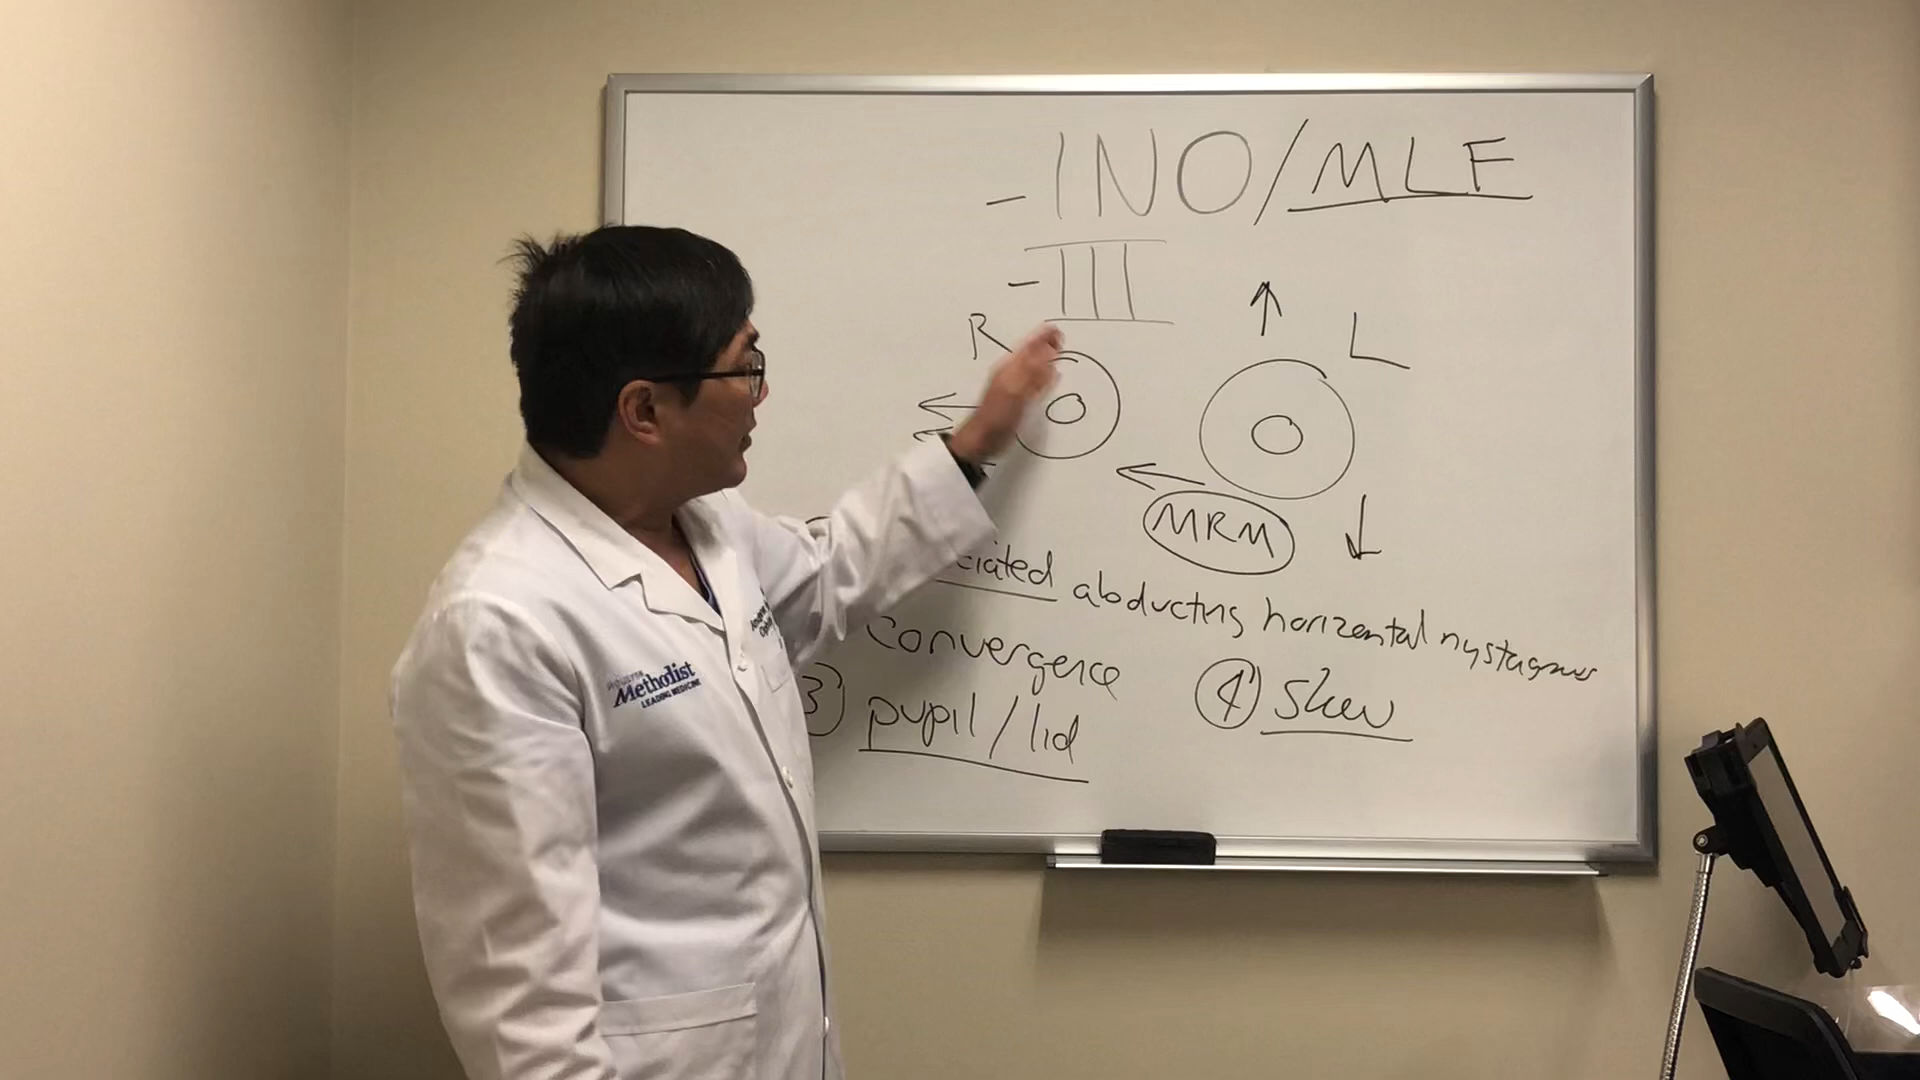 - INO/MLF
- III
R
L
MRM
ciated abducting horizontal nystagmus
convergence
3 pupil/lid
4 Skew
Methodist
LEADING MEDICINE